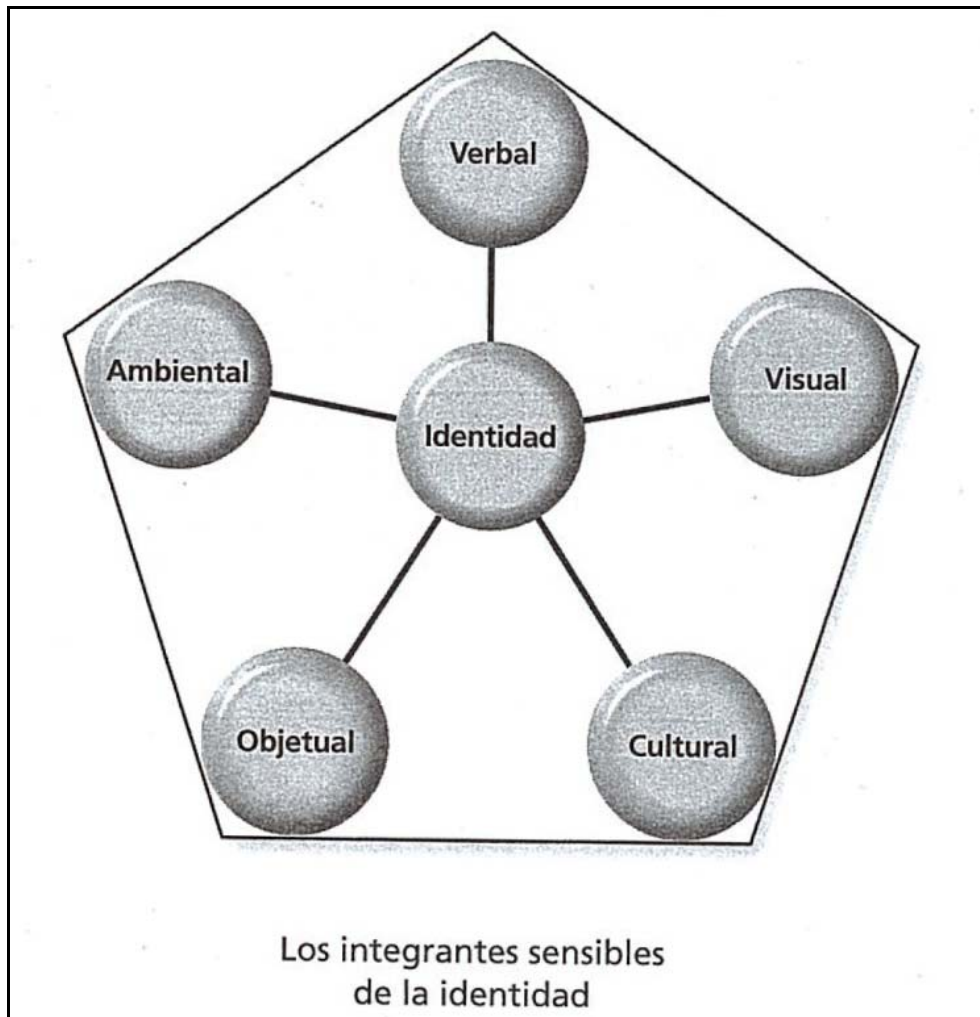 Verbal
Ambiental
Visual
Identidad
Objetual
Cultural
Los integrantes sensibles
de la identidad